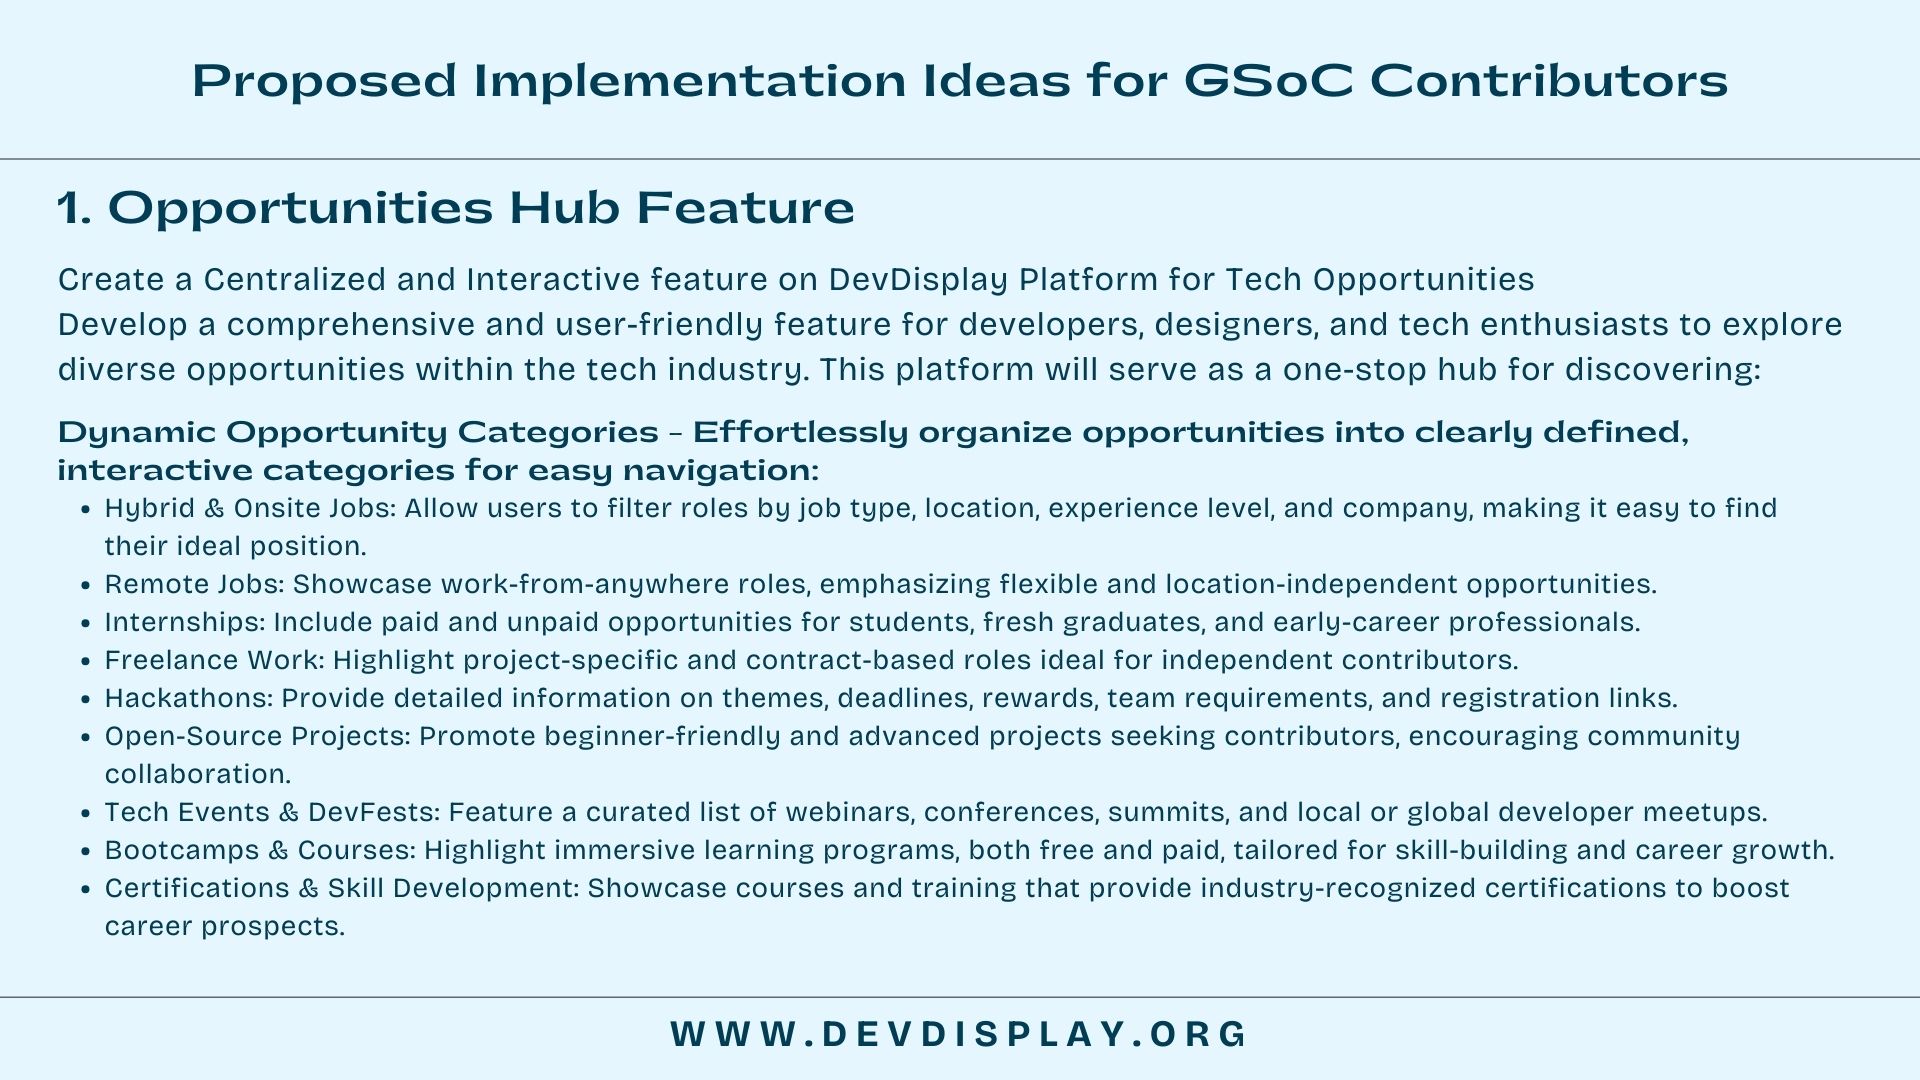 Proposed Implementation Ideas for GSoC Contributors
1. Opportunities Hub Feature
Create a Centralized and Interactive feature on DevDisplay Platform for Tech Opportunities
Develop a comprehensive and user-friendly feature for developers, designers, and tech enthusiasts to explore
diverse opportunities within the tech industry. This platform will serve as a one-stop hub for discovering:
Dynamic Opportunity Categories – Effortlessly organize opportunities into clearly defined,
interactive categories for easy navigation:
• Hybrid & Onsite Jobs: Allow users to filter roles by job type, location, experience level, and company, making it easy to find
their ideal position.
• Remote Jobs: Showcase work-from-anywhere roles, emphasizing flexible and location-independent opportunities.
• Internships: Include paid and unpaid opportunities for students, fresh graduates, and early-career professionals.
• Freelance Work: Highlight project-specific and contract-based roles ideal for independent contributors.
• Hackathons: Provide detailed information on themes, deadlines, rewards, team requirements, and registration links.
• Open-Source Projects: Promote beginner-friendly and advanced projects seeking contributors, encouraging community
collaboration.
• Tech Events & DevFests: Feature a curated list of webinars, conferences, summits, and local or global developer meetups.
• Bootcamps & Courses: Highlight immersive learning programs, both free and paid, tailored for skill-building and career growth.
• Certifications & Skill Development: Showcase courses and training that provide industry-recognized certifications to boost
career prospects.
WWW.DEVDISPLAY.ORG